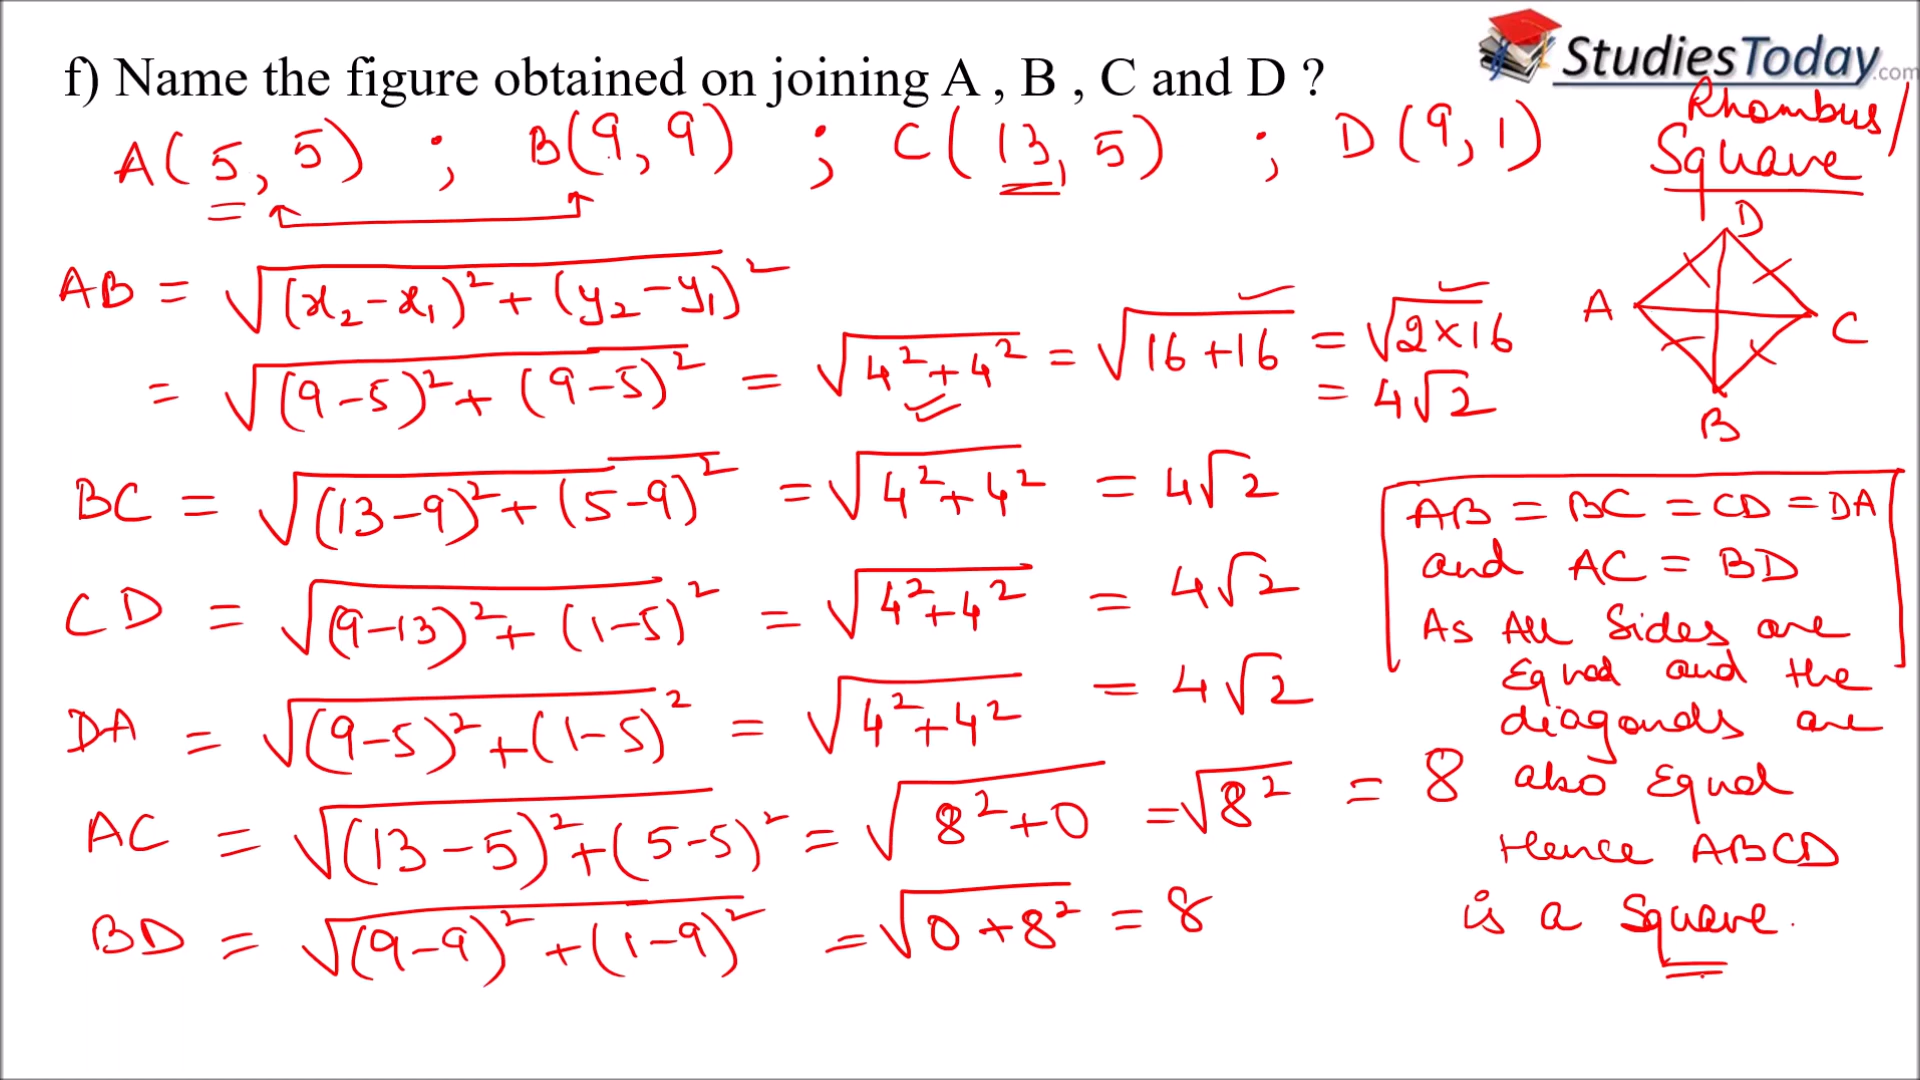 StudiesToday.com
f) Name the figure obtained on joining A , B , C and D ?
Rhombus/
Square
A(5, 5) ; B(9, 9) ; C(13, 5) ; D(9, 1)
AB = √(x₂-x₁)²+(y₂-y₁)²
= √(9-5)²+(9-5)² = √4²+4² = √16+16 = √2×16
= 4√2
D
A
C
B
BC = √(13-9)²+(5-9)² = √4²+4² = 4√2
CD = √(9-13)²+(1-5)² = √4²+4² = 4√2
DA = √(9-5)²+(1-5)² = √4²+4² = 4√2
AC = √(13-5)²+(5-5)² = √8²+0 = √8² = 8
BD = √(9-9)²+(1-9)² = √0+8² = 8
AB = BC = CD = DA
and AC = BD
As All Sides are
Equal and the
diagonals are
also Equal
Hence ABCD
is a Square.